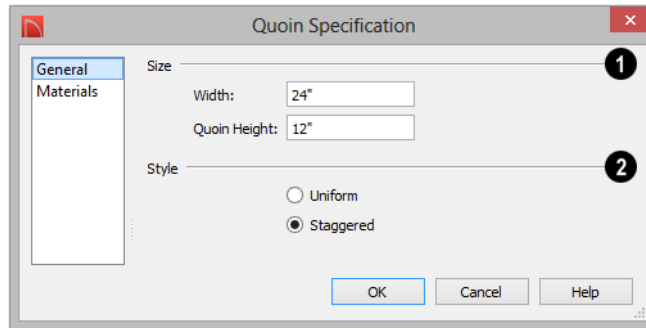 Quoin Specification
General
Materials
Size
1
Width: 24"
Quoin Height: 12"
Style
2
Uniform
Staggered
OK Cancel Help